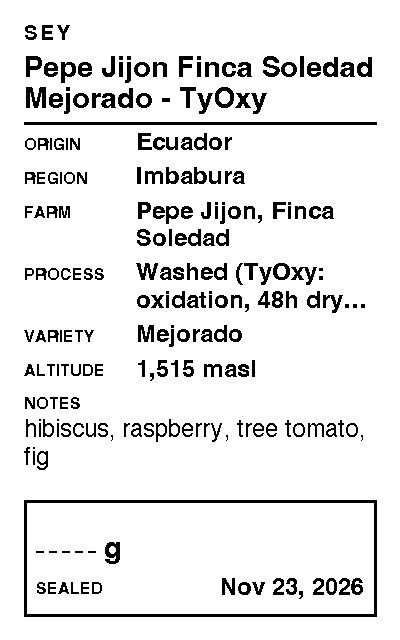 SEY
Pepe Jijon Finca Soledad
Mejorado - TyOxy
ORIGIN Ecuador
REGION Imbabura
FARM Pepe Jijon, Finca
Soledad
PROCESS Washed (TyOxy:
oxidation, 48h dry...
VARIETY Mejorado
ALTITUDE 1,515 masl
NOTES
hibiscus, raspberry, tree tomato,
fig
----- g
SEALED Nov 23, 2026